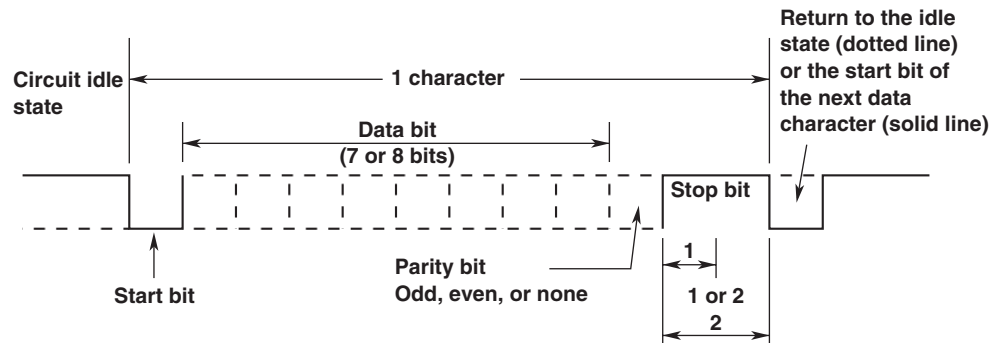 Return to the idle
state (dotted line)
or the start bit of
the next data
character (solid line)
Circuit idle
state
1 character
Data bit
(7 or 8 bits)
Stop bit
Start bit
Parity bit
Odd, even, or none
1
1 or 2
2